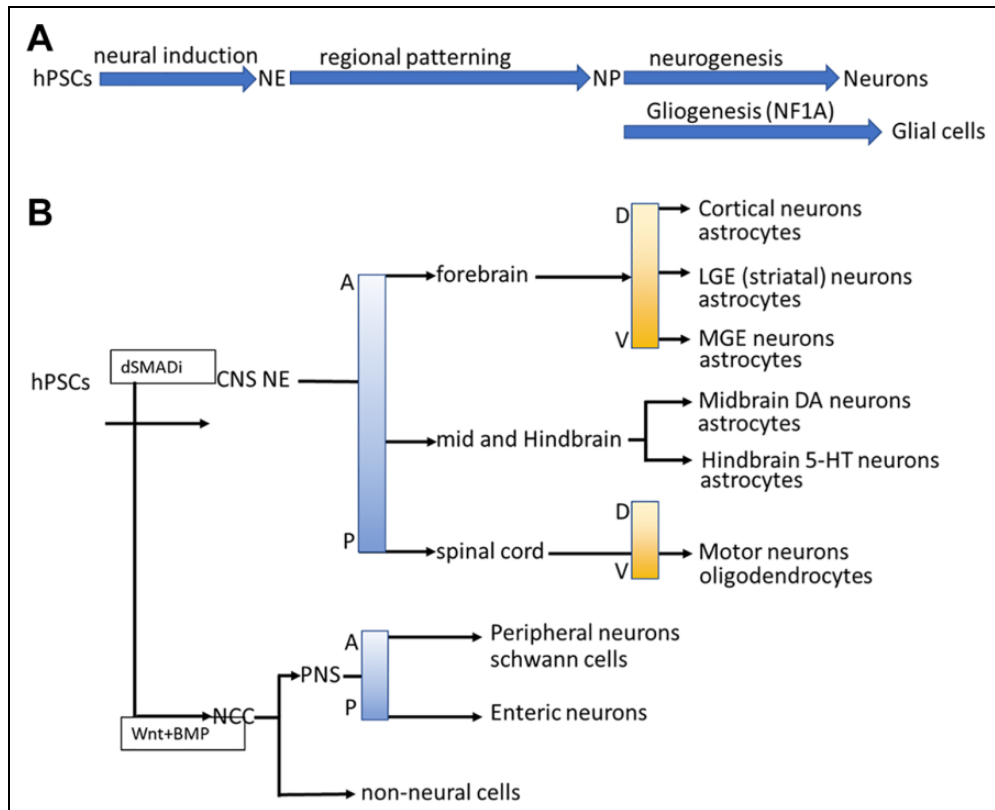 A
neural induction
regional patterning
neurogenesis
hPSCs
NE
NP
Neurons
Gliogenesis (NF1A)
Glial cells
B
D
Cortical neurons
astrocytes
A
forebrain
LGE (striatal) neurons
astrocytes
V
MGE neurons
astrocytes
dSMADi
hPSCs
CNS NE
Midbrain DA neurons
astrocytes
mid and Hindbrain
Hindbrain 5-HT neurons
astrocytes
D
P
spinal cord
V
Motor neurons
oligodendrocytes
A
Peripheral neurons
schwann cells
PNS
P
NCC
Enteric neurons
Wnt+BMP
non-neural cells